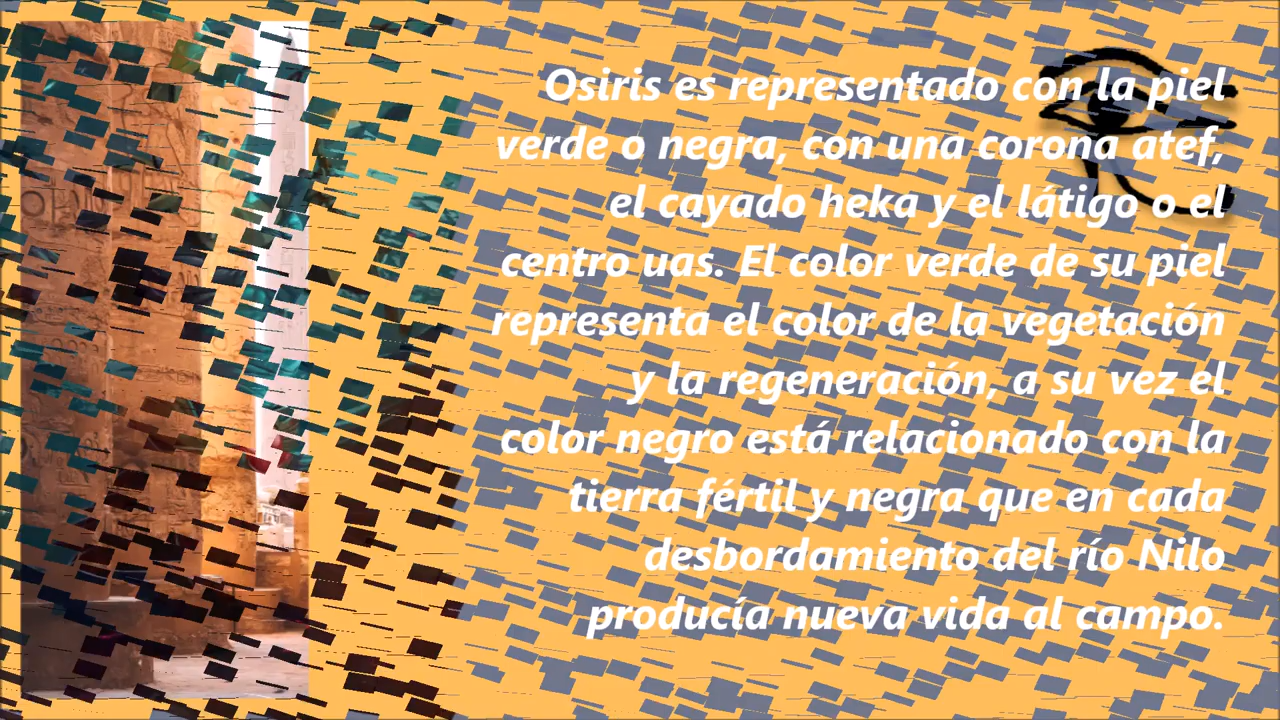 Osiris es representado con la piel
verde o negra, con una corona atef,
el cayado heka y el látigo o el
centro uas. El color verde de su piel
representa el color de la vegetación
y la regeneración, a su vez el
color negro está relacionado con la
tierra fértil y negra que en cada
desbordamiento del río Nilo
producía nueva vida al campo.